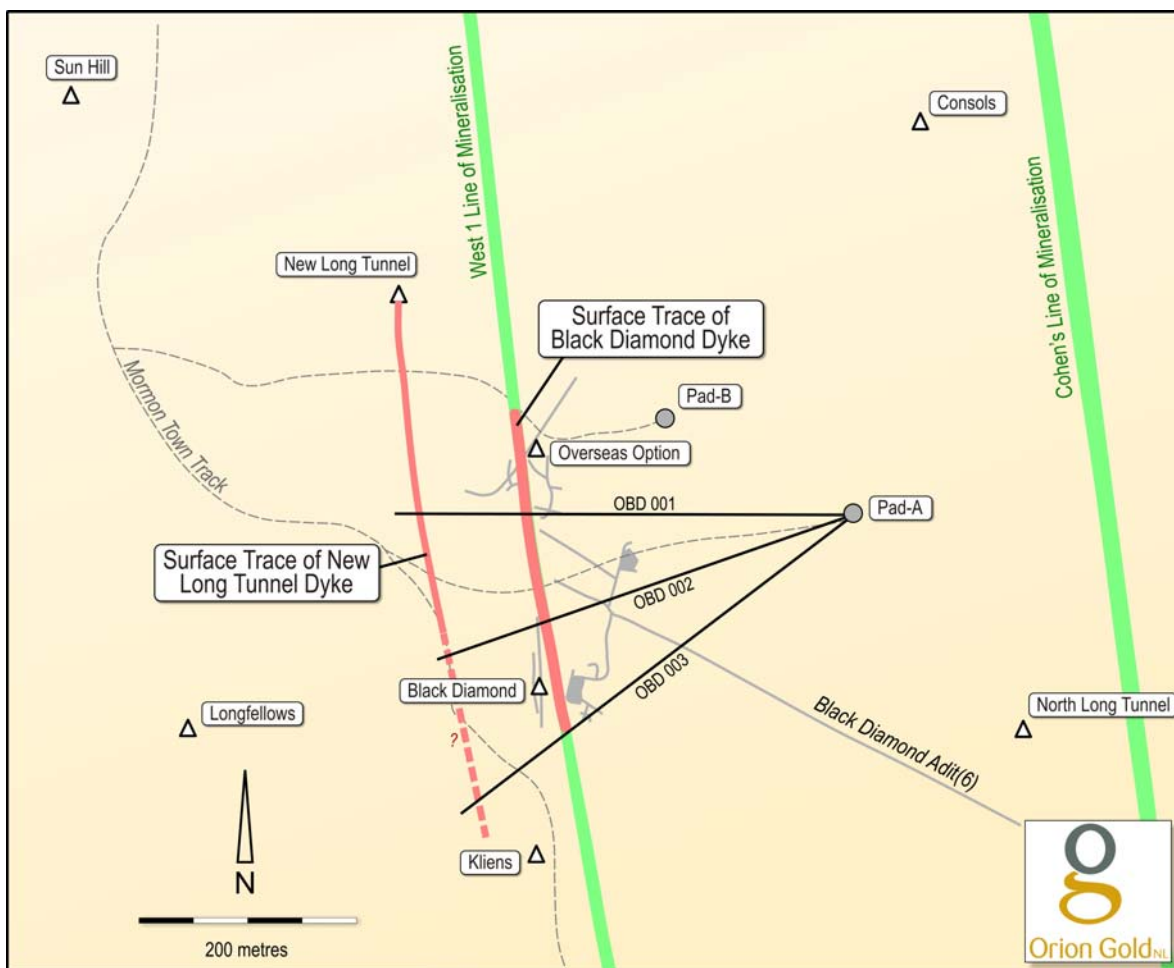 Sun Hill
Consols
West 1 Line of Mineralisation
Cohen's Line of Mineralisation
New Long Tunnel
Surface Trace of
Black Diamond Dyke
Pad-B
Mormon Town Track
Overseas Option
OBD 001
Pad-A
Surface Trace of New
Long Tunnel Dyke
OBD 002
OBD 003
Black Diamond
Longfellows
?
Black Diamond Adit(6)
North Long Tunnel
Kliens
N
200 metres
g
Orion Gold NL